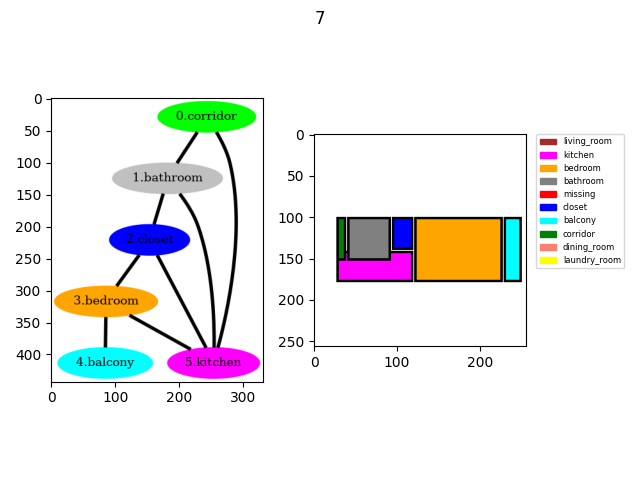 7
0
50
100
150
200
250
300
350
400
0
100
200
300
0.corridor
1.bathroom
2.closet
3.bedroom
4.balcony
5.kitchen
0
50
100
150
200
250
0
100
200
living_room
kitchen
bedroom
bathroom
missing
closet
balcony
corridor
dining_room
laundry_room